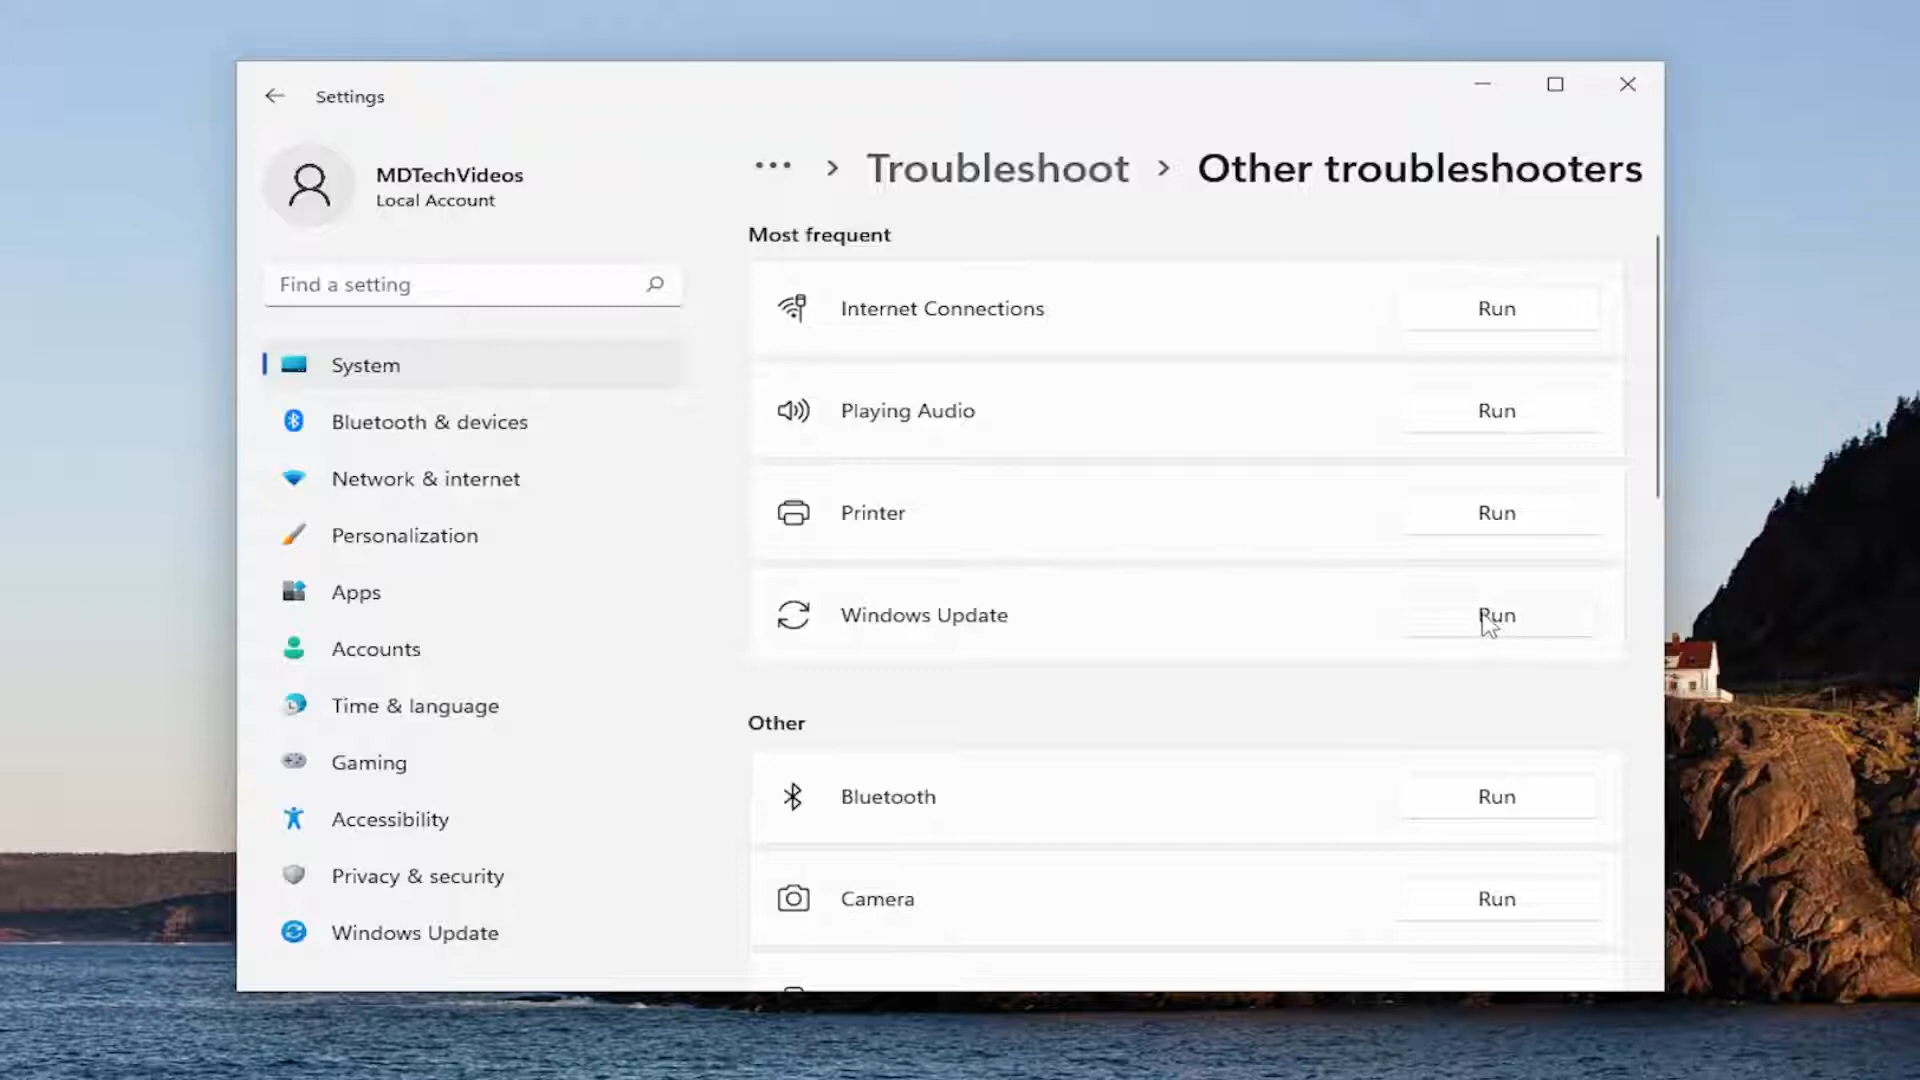 Settings
MDTechVideos
Local Account
Find a setting
System
Bluetooth & devices
Network & internet
Personalization
Apps
Accounts
Time & language
Gaming
Accessibility
Privacy & security
Windows Update
··· > Troubleshoot > Other troubleshooters
Most frequent
Internet Connections Run
Playing Audio Run
Printer Run
Windows Update Run
Other
Bluetooth Run
Camera Run